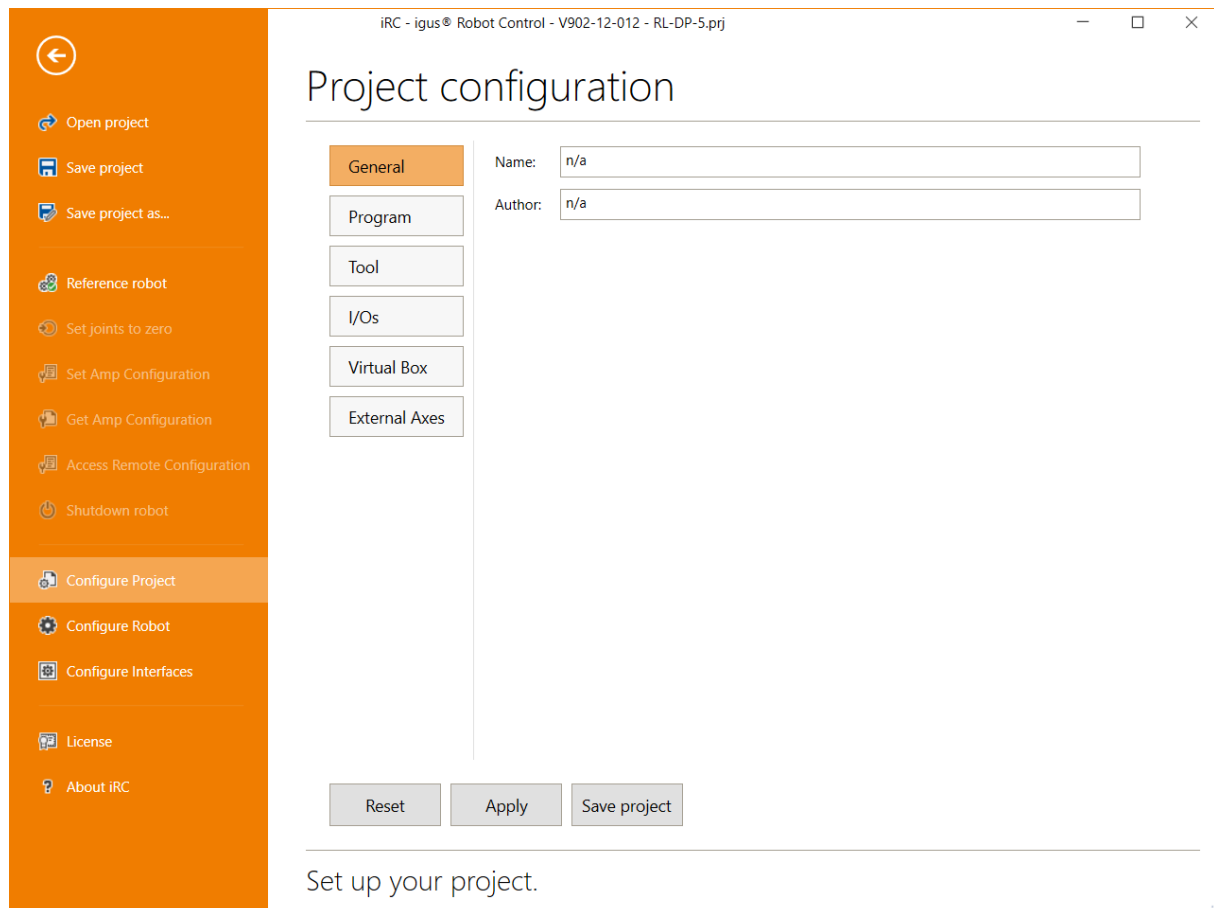 iRC - igus® Robot Control - V902-12-012 - RL-DP-5.prj
Open project
Save project
Save project as...
Reference robot
Set joints to zero
Set Amp Configuration
Get Amp Configuration
Access Remote Configuration
Shutdown robot
Configure Project
Configure Robot
Configure Interfaces
License
About iRC
Project configuration
General
Program
Tool
I/Os
Virtual Box
External Axes
Name: n/a
Author: n/a
Reset Apply Save project
Set up your project.